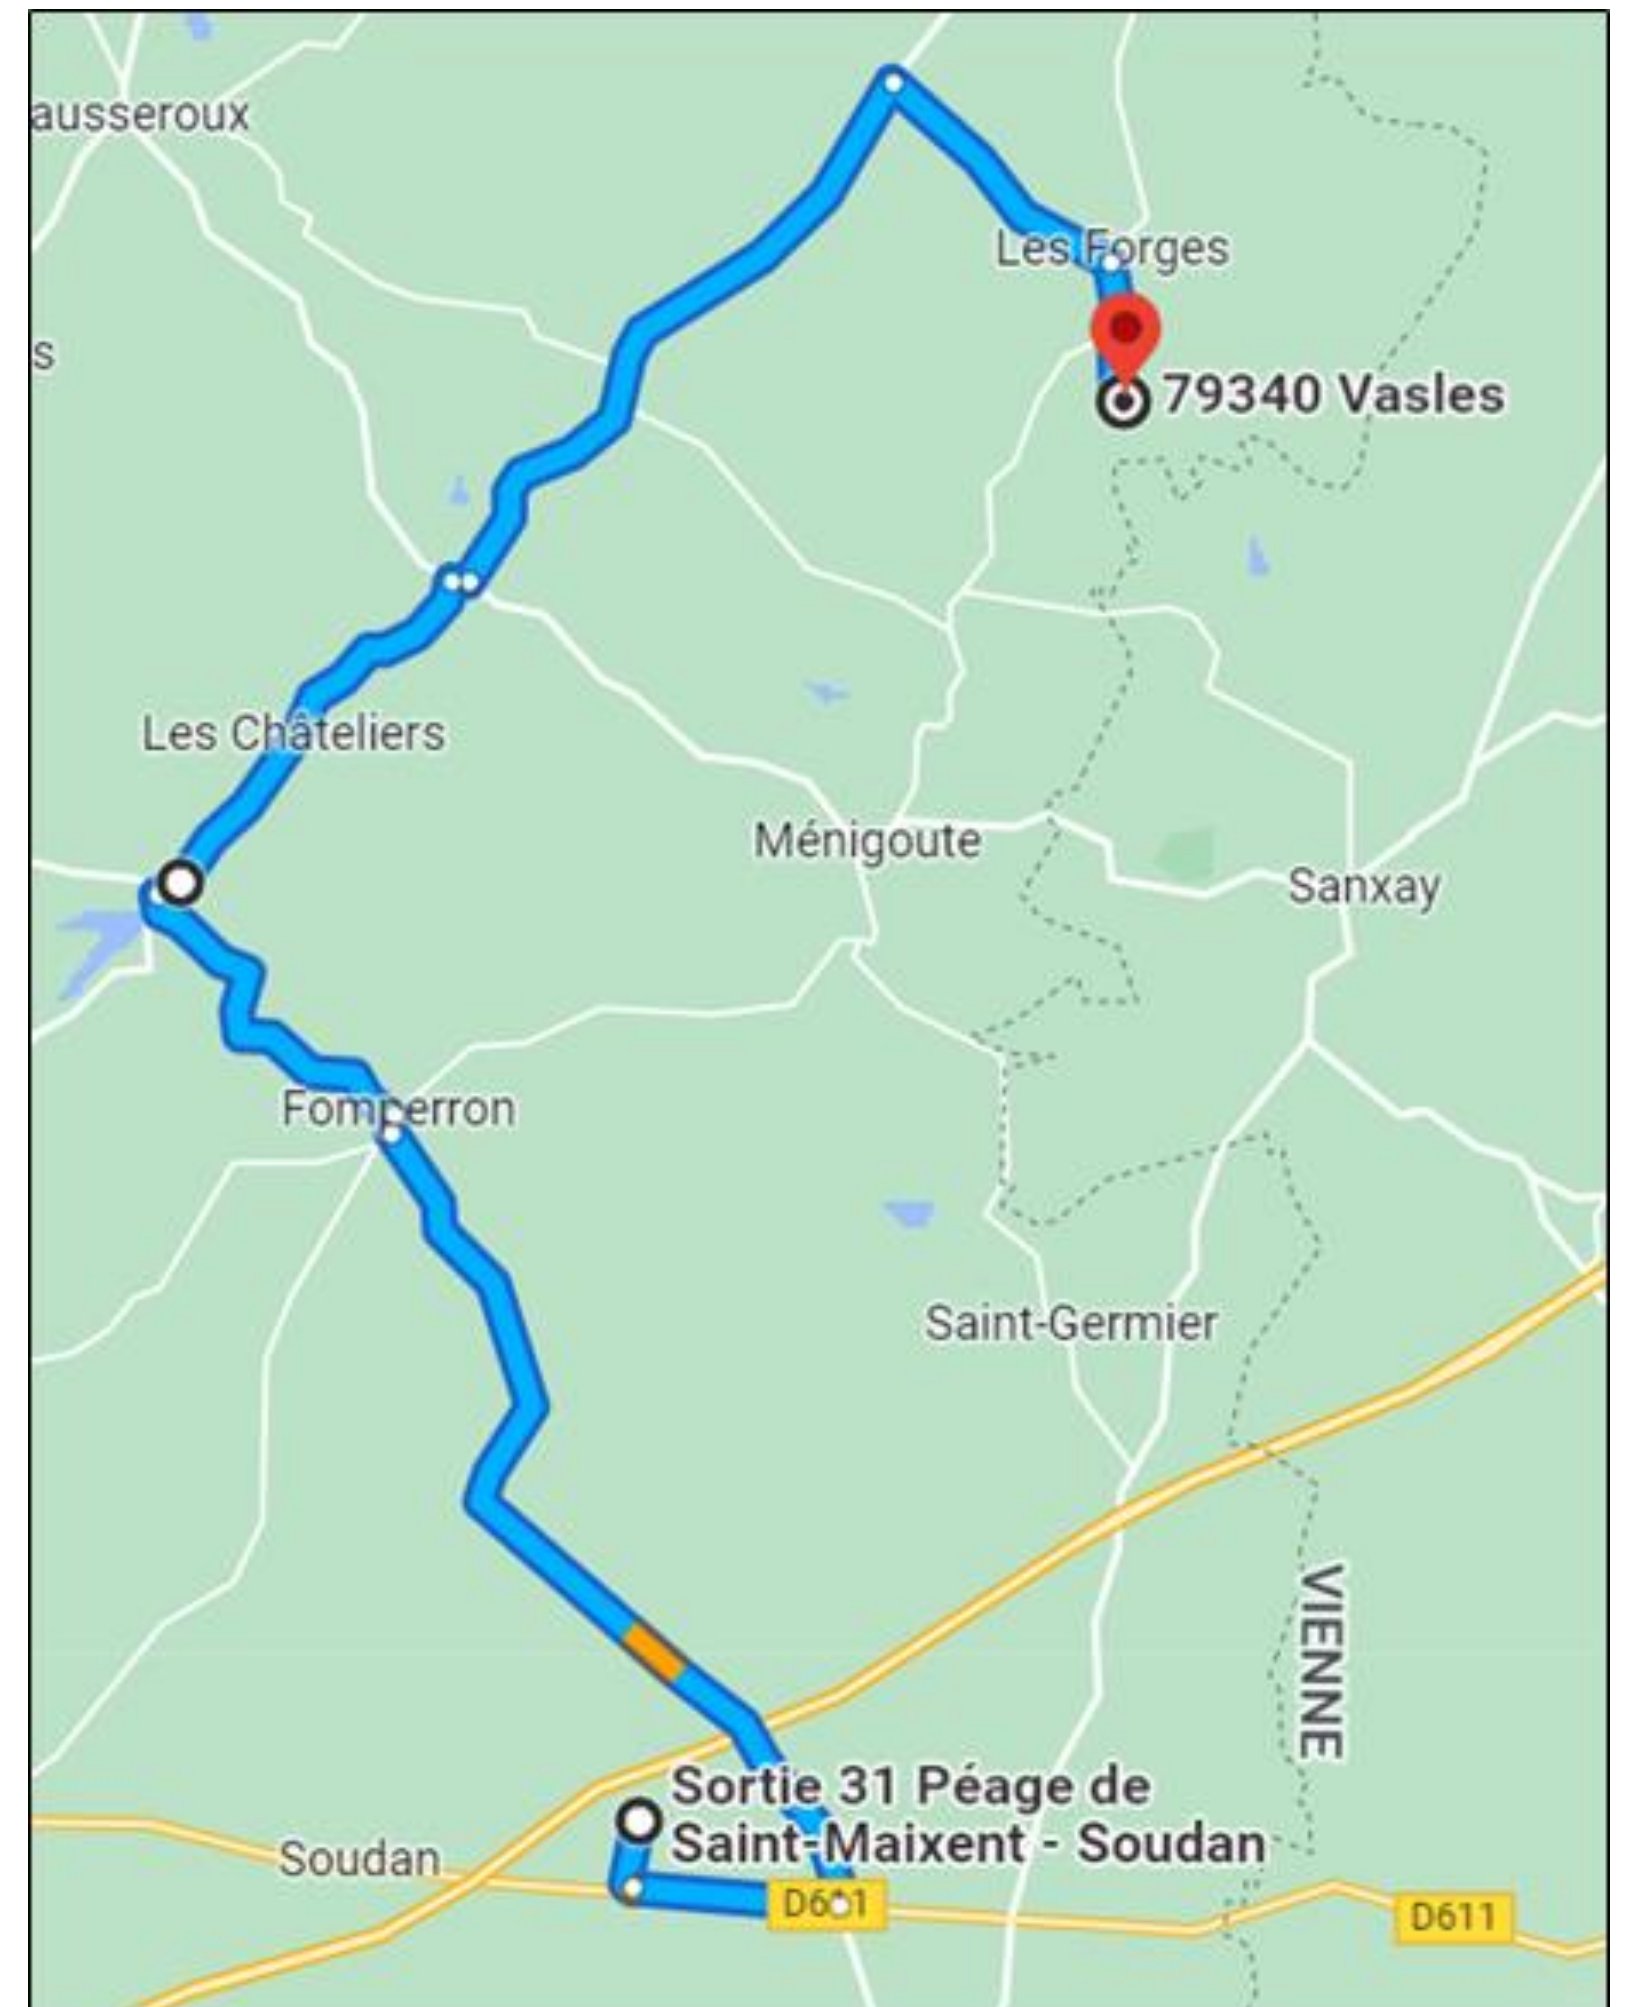 ausseroux
Les Forges
s
79340 Vasles
Les Châteliers
Ménigoute
Sanxay
Fomperron
Saint-Germier
VIENNE
Sortie 31 Péage de
Saint-Maixent - Soudan
Soudan
D611
D611